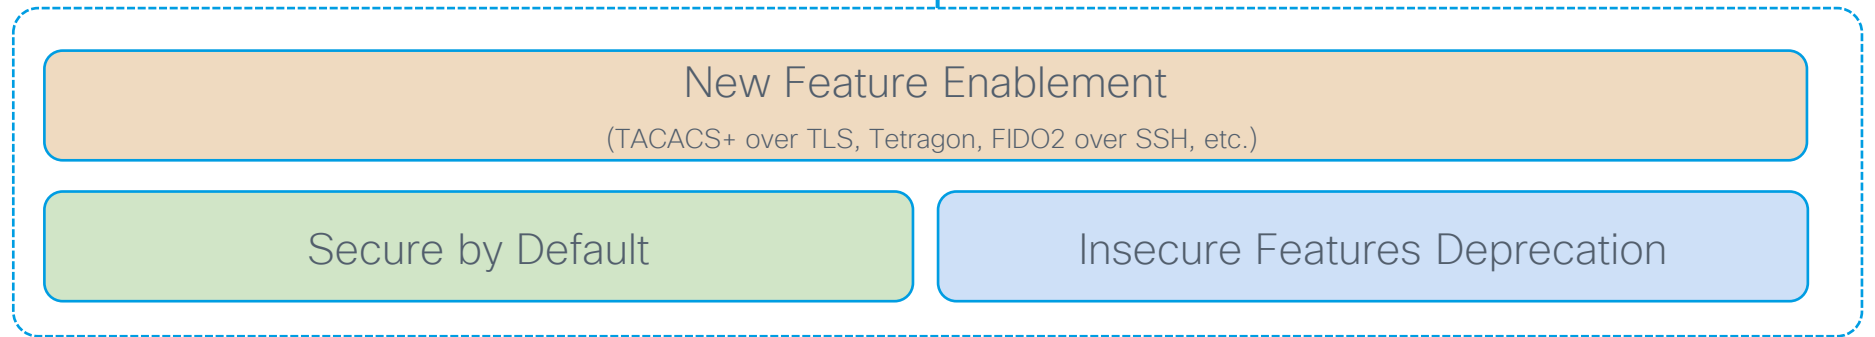 New Feature Enablement
(TACACS+ over TLS, Tetragon, FIDO2 over SSH, etc.)
Secure by Default
Insecure Features Deprecation